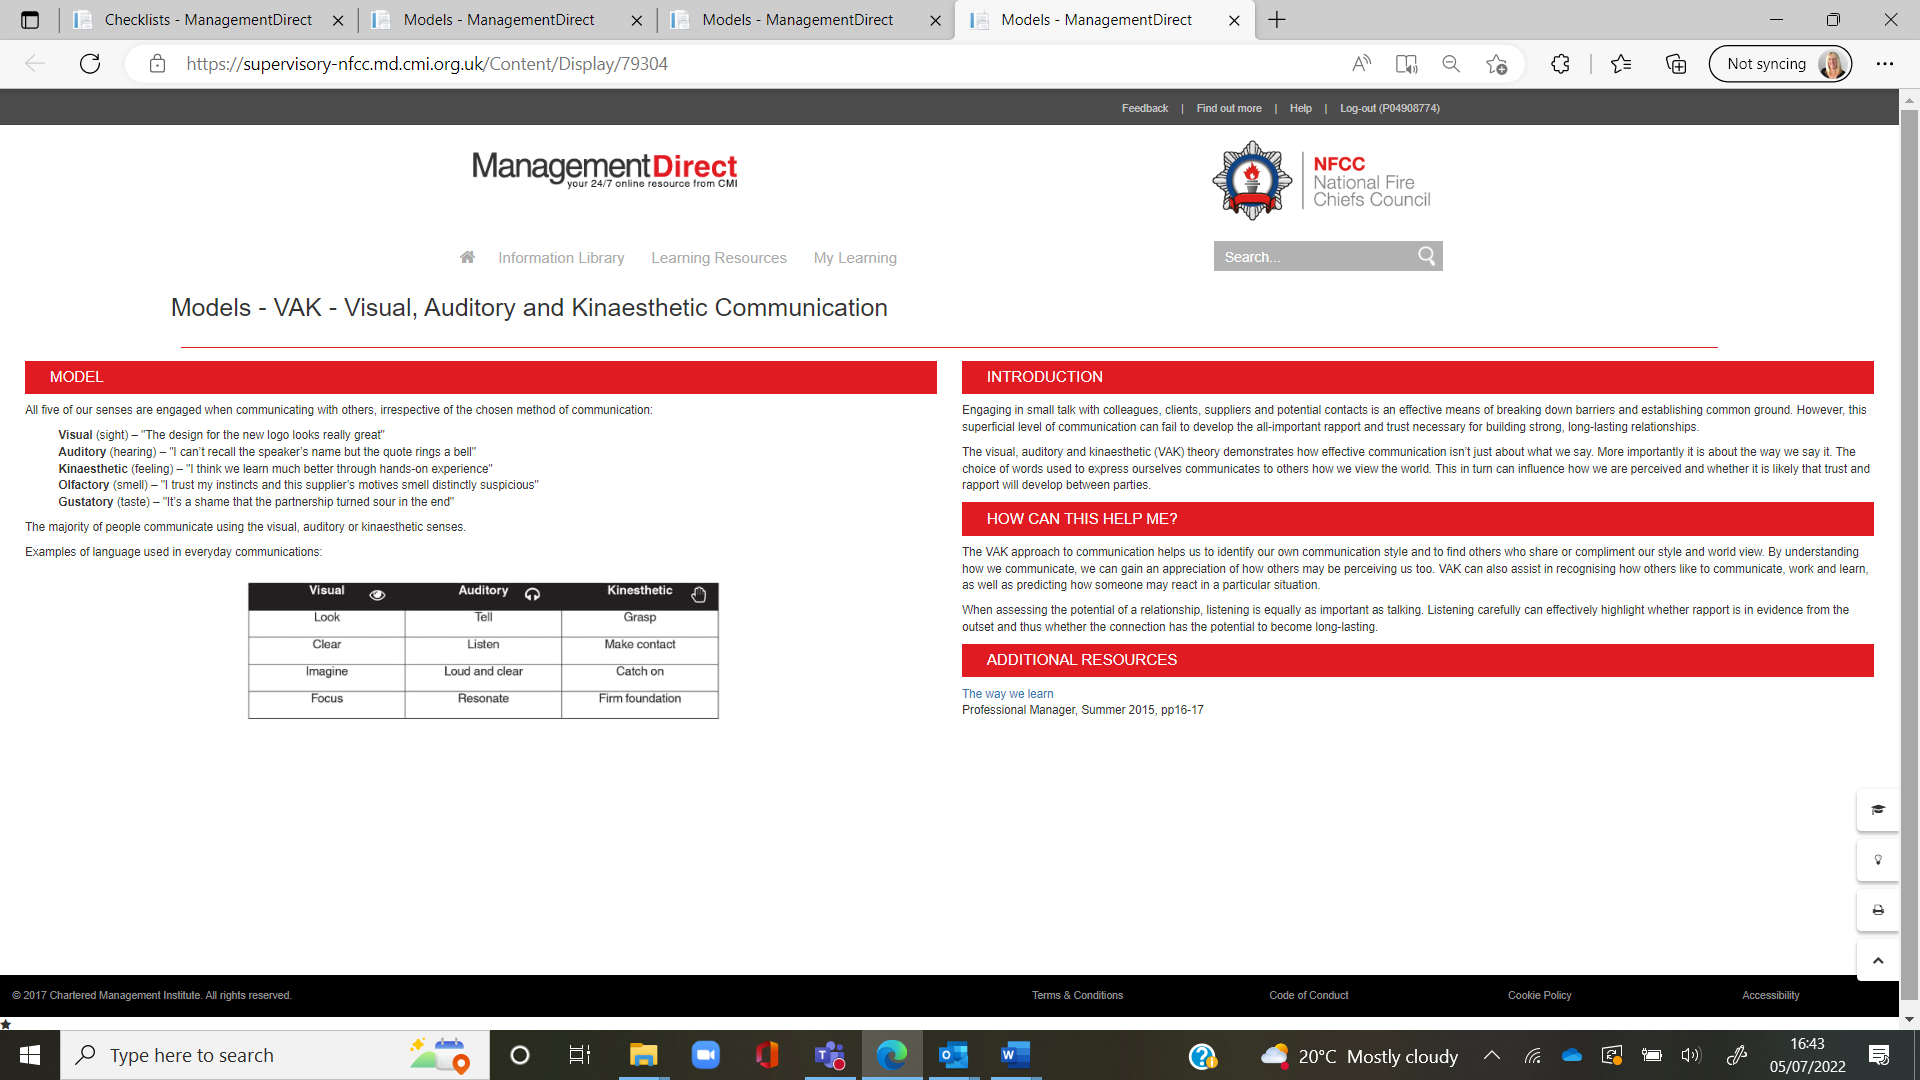 Checklists - ManagementDirect
Models - ManagementDirect
Models - ManagementDirect
Models - ManagementDirect
https://supervisory-nfcc.md.cmi.org.uk/Content/Display/79304
Not syncing
Feedback | Find out more | Help | Log-out (P04908774)
ManagementDirect
your 24/7 online resource from CMI
NFCC
National Fire
Chiefs Council
Information Library Learning Resources My Learning
Search...
Models - VAK - Visual, Auditory and Kinaesthetic Communication
MODEL
All five of our senses are engaged when communicating with others, irrespective of the chosen method of communication:
Visual (sight) – "The design for the new logo looks really great"
Auditory (hearing) – "I can't recall the speaker's name but the quote rings a bell"
Kinaesthetic (feeling) – "I think we learn much better through hands-on experience"
Olfactory (smell) – "I trust my instincts and this supplier's motives smell distinctly suspicious"
Gustatory (taste) – "It's a shame that the partnership turned sour in the end"
The majority of people communicate using the visual, auditory or kinaesthetic senses.
Examples of language used in everyday communications:
Visual Auditory Kinesthetic
Look Tell Grasp
Clear Listen Make contact
Imagine Loud and clear Catch on
Focus Resonate Firm foundation
INTRODUCTION
Engaging in small talk with colleagues, clients, suppliers and potential contacts is an effective means of breaking down barriers and establishing common ground. However, this
superficial level of communication can fail to develop the all-important rapport and trust necessary for building strong, long-lasting relationships.
The visual, auditory and kinaesthetic (VAK) theory demonstrates how effective communication isn't just about what we say. More importantly it is about the way we say it. The
choice of words used to express ourselves communicates to others how we view the world. This in turn can influence how we are perceived and whether it is likely that trust and
rapport will develop between parties.
HOW CAN THIS HELP ME?
The VAK approach to communication helps us to identify our own communication style and to find others who share or compliment our style and world view. By understanding
how we communicate, we can gain an appreciation of how others may be perceiving us too. VAK can also assist in recognising how others like to communicate, work and learn,
as well as predicting how someone may react in a particular situation.
When assessing the potential of a relationship, listening is equally as important as talking. Listening carefully can effectively highlight whether rapport is in evidence from the
outset and thus whether the connection has the potential to become long-lasting.
ADDITIONAL RESOURCES
The way we learn
Professional Manager, Summer 2015, pp16-17
© 2017 Chartered Management Institute. All rights reserved.
Terms & Conditions Code of Conduct Cookie Policy Accessibility
Type here to search
20°C Mostly cloudy
16:43
05/07/2022